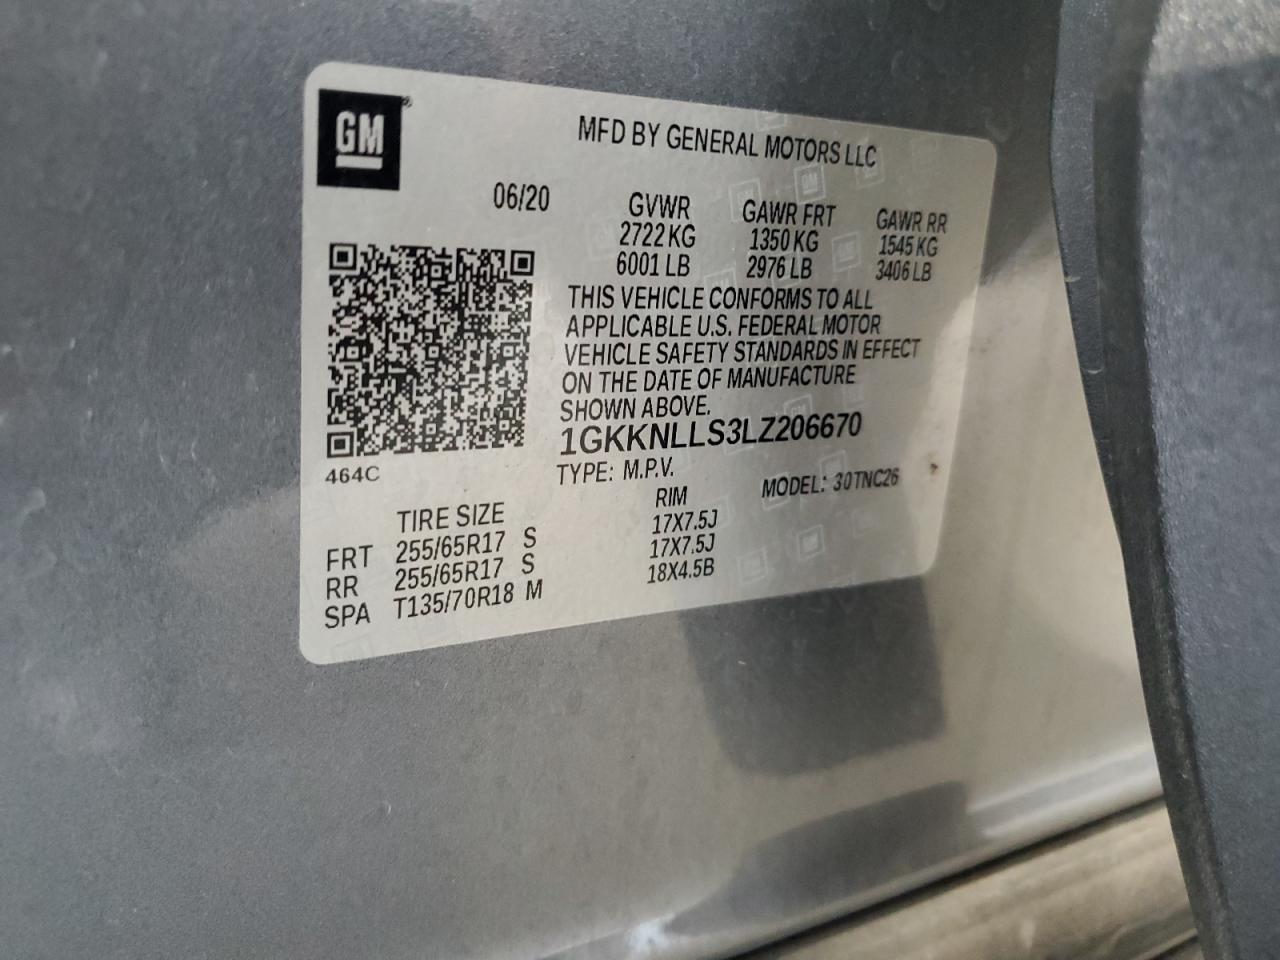 GM
MFD BY GENERAL MOTORS LLC
06/20
GVWR GAWR FRT GAWR RR
2722 KG 1350 KG 1545 KG
6001 LB 2976 LB 3406 LB
THIS VEHICLE CONFORMS TO ALL
APPLICABLE U.S. FEDERAL MOTOR
VEHICLE SAFETY STANDARDS IN EFFECT
ON THE DATE OF MANUFACTURE
SHOWN ABOVE.
1GKKNLLS3LZ206670
464C
TYPE: M.P.V. MODEL: 30TNC26
TIRE SIZE RIM
FRT 255/65R17 S 17X7.5J
RR 255/65R17 S 17X7.5J
SPA T135/70R18 M 18X4.5B